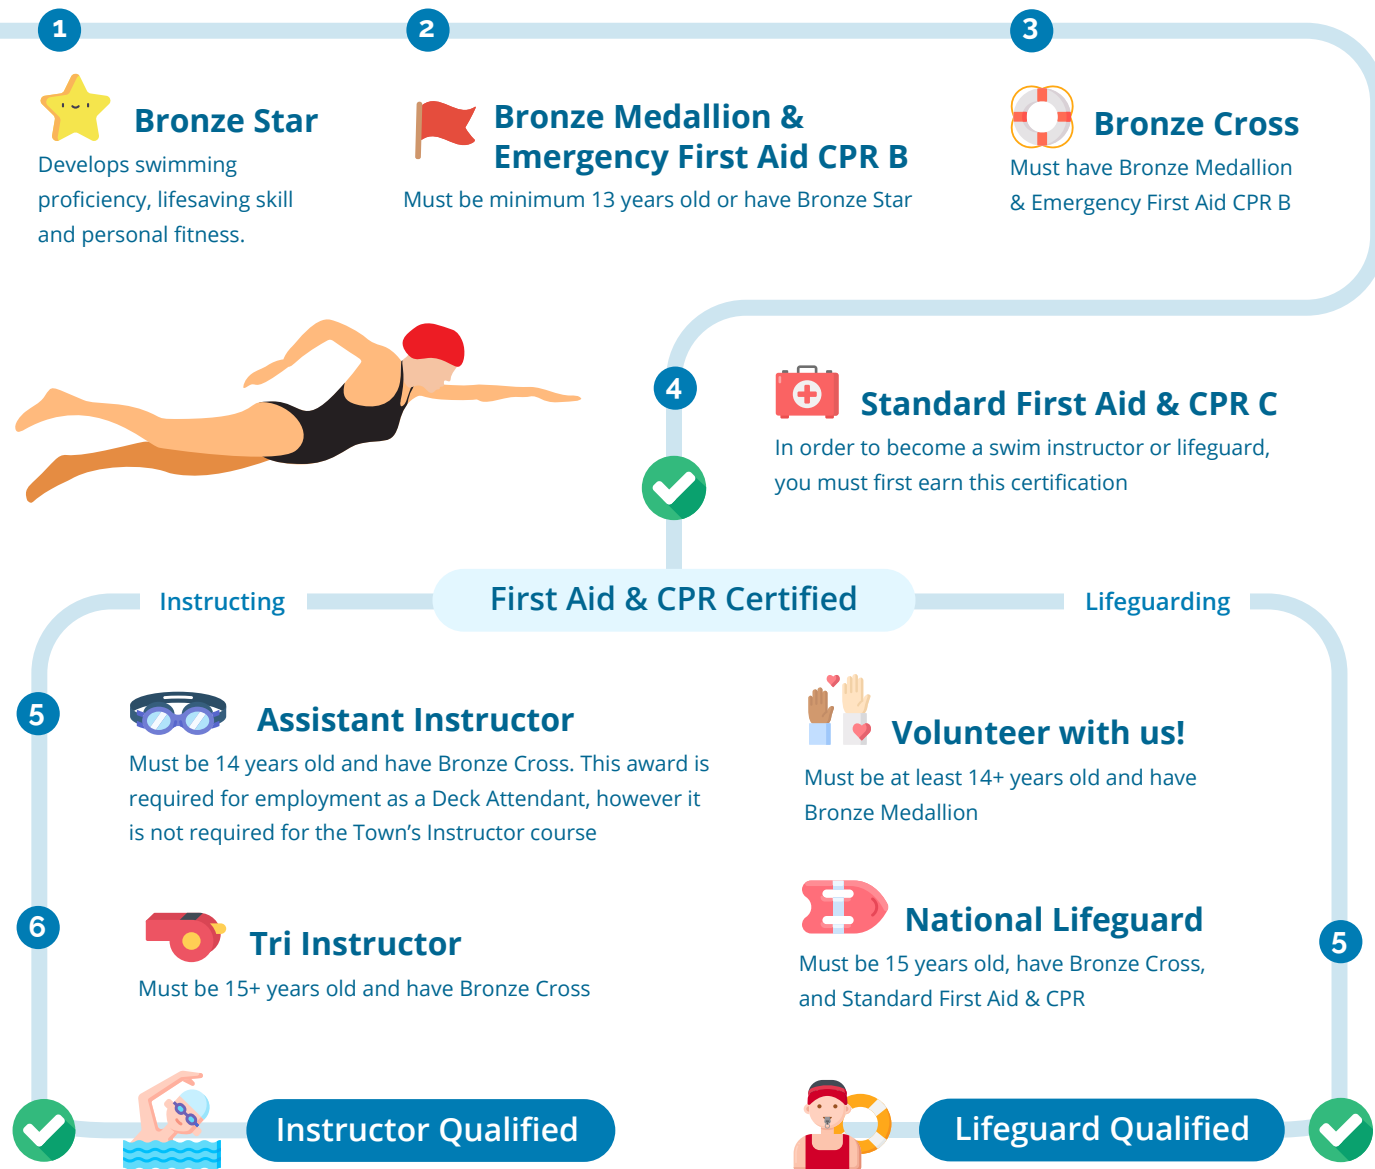 1
Bronze Star
Develops swimming
proficiency, lifesaving skill
and personal fitness.
2
Bronze Medallion &
Emergency First Aid CPR B
Must be minimum 13 years old or have Bronze Star
3
Bronze Cross
Must have Bronze Medallion
& Emergency First Aid CPR B
4
Standard First Aid & CPR C
In order to become a swim instructor or lifeguard,
you must first earn this certification
First Aid & CPR Certified
Instructing
5
Assistant Instructor
Must be 14 years old and have Bronze Cross. This award is
required for employment as a Deck Attendant, however it
is not required for the Town’s Instructor course
6
Tri Instructor
Must be 15+ years old and have Bronze Cross
Instructor Qualified
Lifeguarding
Volunteer with us!
Must be at least 14+ years old and have
Bronze Medallion
5
National Lifeguard
Must be 15 years old, have Bronze Cross,
and Standard First Aid & CPR
Lifeguard Qualified